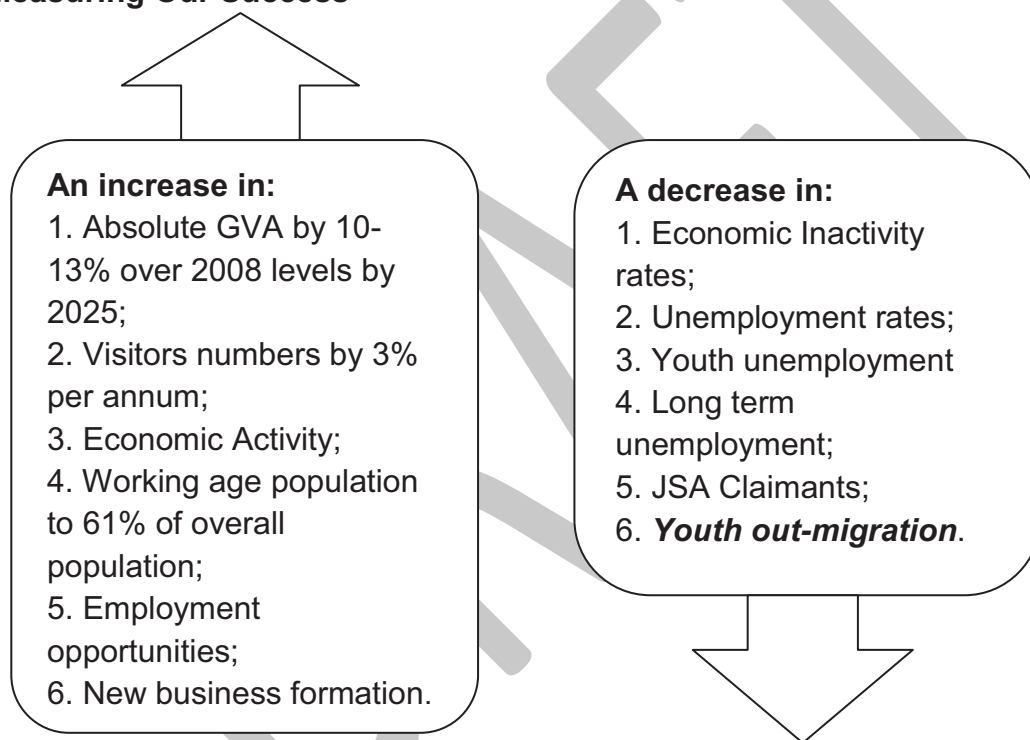 Measuring Our Success
An increase in:
1. Absolute GVA by 10-
13% over 2008 levels by
2025;
2. Visitors numbers by 3%
per annum;
3. Economic Activity;
4. Working age population
to 61% of overall
population;
5. Employment
opportunities;
6. New business formation.
A decrease in:
1. Economic Inactivity
rates;
2. Unemployment rates;
3. Youth unemployment
4. Long term
unemployment;
5. JSA Claimants;
6. Youth out-migration.